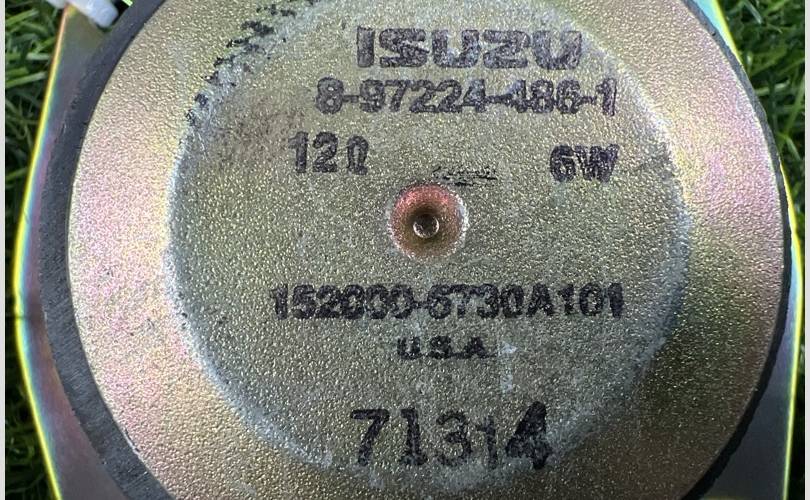 ISUZU
8-97224-486-1
12Ω 6W
152000-6730A101
U.S.A.
71314